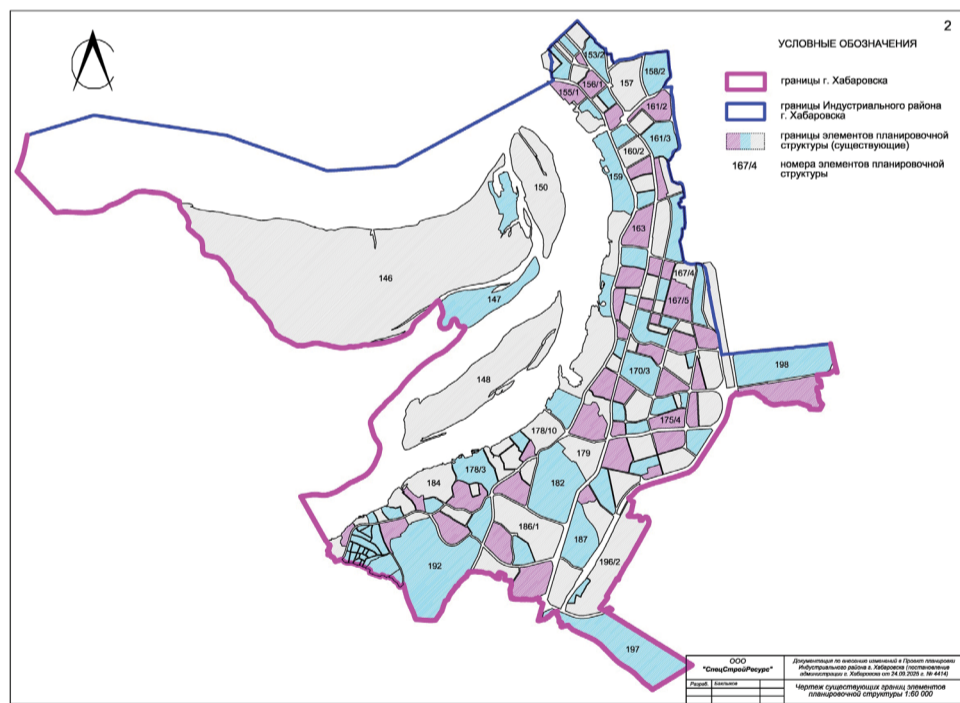 2
УСЛОВНЫЕ ОБОЗНАЧЕНИЯ
границы г. Хабаровска
границы Индустриального района
г. Хабаровска
границы элементов планировочной
структуры (существующие)
167/4
номера элементов планировочной
структуры
153/2
158/2
157
156/1
155/1
161/2
161/3
160/2
159
150
163
146
147
167/4
167/5
148
170/3
198
175/4
178/10
179
178/3
184
182
186/1
187
196/2
192
197
ООО
"СпецСтройРесурс"
Документация по внесению изменений в Проект планировки
Индустриального района г. Хабаровска (постановление
администрации г. Хабаровска от 24.09.2025 г. № 4414)
Разраб.
Чертеж существующих границ элементов
планировочной структуры 1:60 000